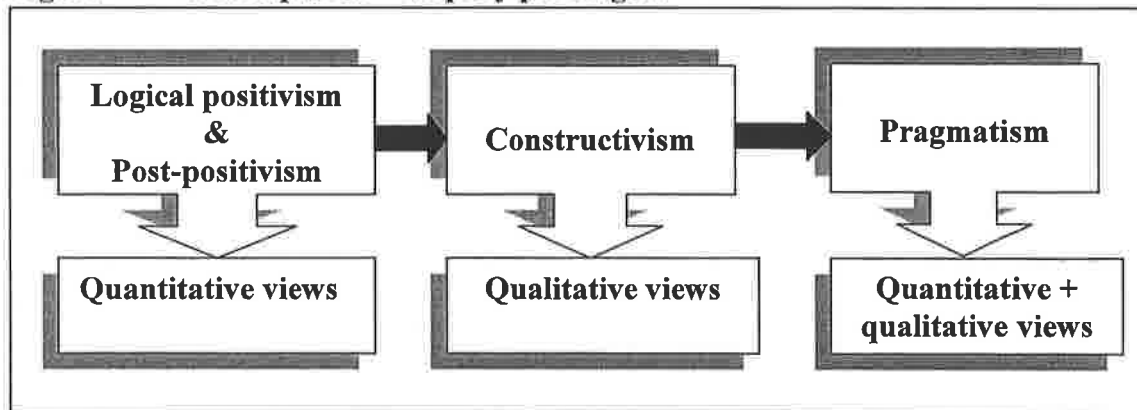 Logical positivism
&
Post-positivism
Constructivism
Pragmatism
Quantitative views
Qualitative views
Quantitative +
qualitative views